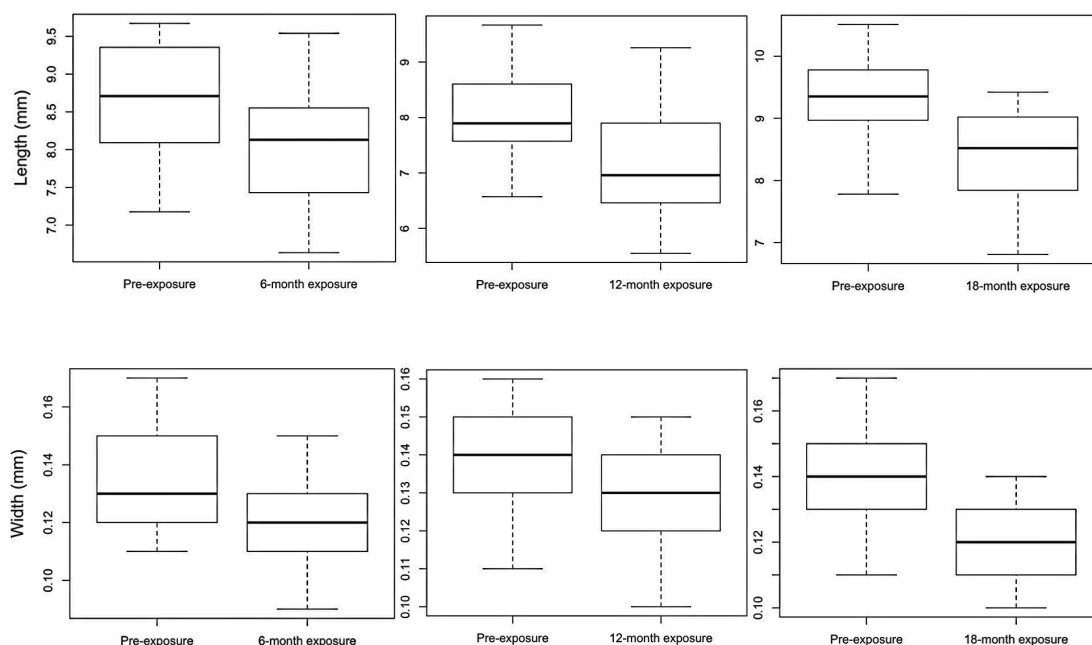 Length (mm)
9.5
9.0
8.5
8.0
7.5
7.0
Pre-exposure
6-month exposure
9
8
7
6
Pre-exposure
12-month exposure
10
9
8
7
Pre-exposure
18-month exposure
Width (mm)
0.16
0.14
0.12
0.10
Pre-exposure
6-month exposure
0.16
0.15
0.14
0.13
0.12
0.11
0.10
Pre-exposure
12-month exposure
0.16
0.14
0.12
0.10
Pre-exposure
18-month exposure